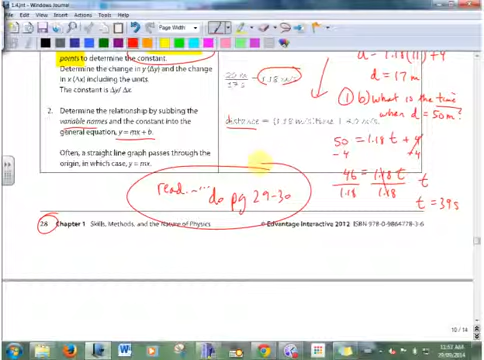 1.4.jnt - Windows Journal
File Edit View Insert Actions Tools Help
Page Width
points to determine the constant.
Determine the change in y (Δy) and the change
in x (Δx) including the units.
The constant is Δy/ Δx.
2. Determine the relationship by subbing the
variable names and the constant into the
general equation, y = mx + b.
Often, a straight line graph passes through the
origin, in which case, y = mx.
20 m
17 s
= 1.18 m/s
distance = (1.18 m/s)time + 4.0 m.
d = 1.18(11) + 4
d = 17 m
1 b) what is the time
when d = 50m?
50 = 1.18 t + 4
-4 -4
46 = 1.18 t t
1.18 1.18
t = 39s
read...... do pg 29-30
28 Chapter 1 Skills, Methods, and the Nature of Physics © Edvantage Interactive 2012 ISBN 978-0-9864778-3-6
10 / 14